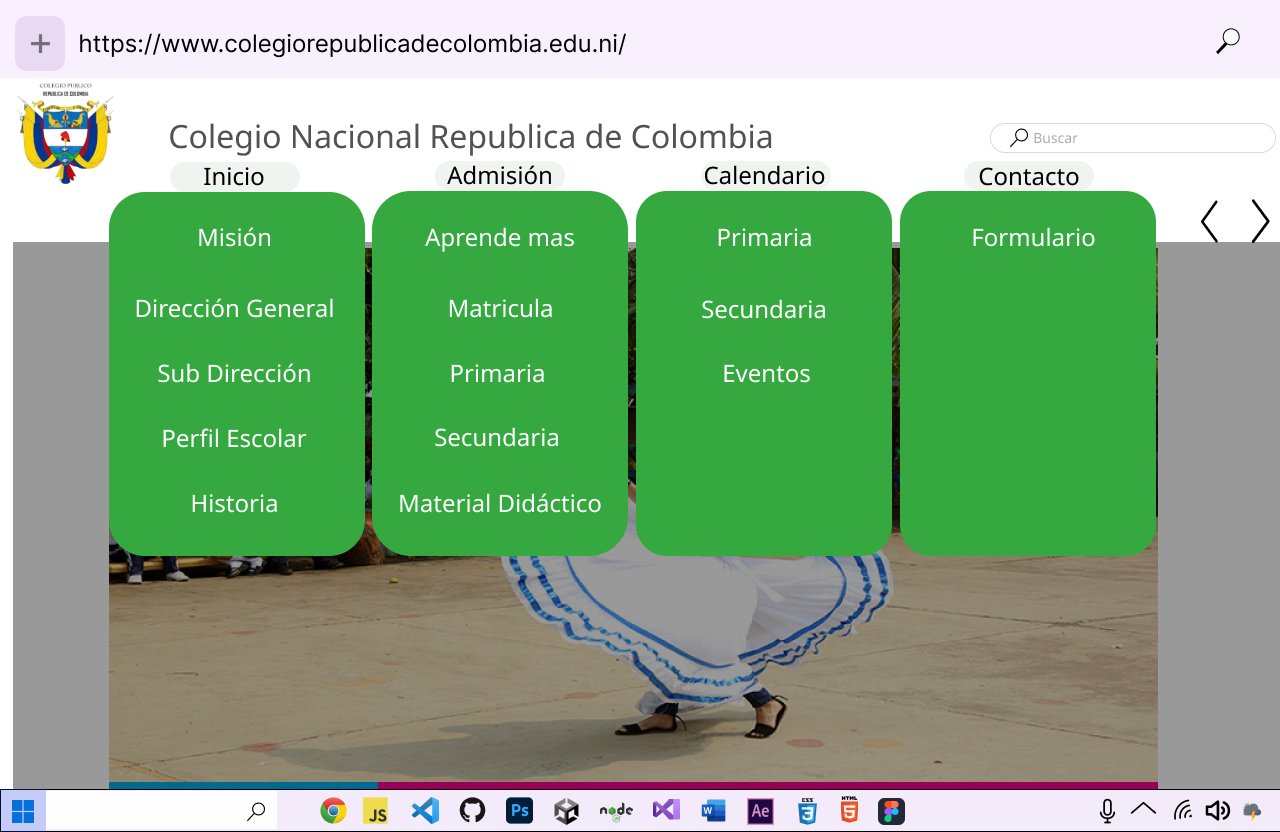 https://www.colegiorepublicadecolombia.edu.ni/
COLEGIO PUBLICO
REPUBLICA DE COLOMBIA
Colegio Nacional Republica de Colombia
Buscar
Inicio
Admisión
Calendario
Contacto
Misión
Dirección General
Sub Dirección
Perfil Escolar
Historia
Aprende mas
Matricula
Primaria
Secundaria
Material Didáctico
Primaria
Secundaria
Eventos
Formulario
JS
Ps
node
W
Ae
CSS
3
HTML
5